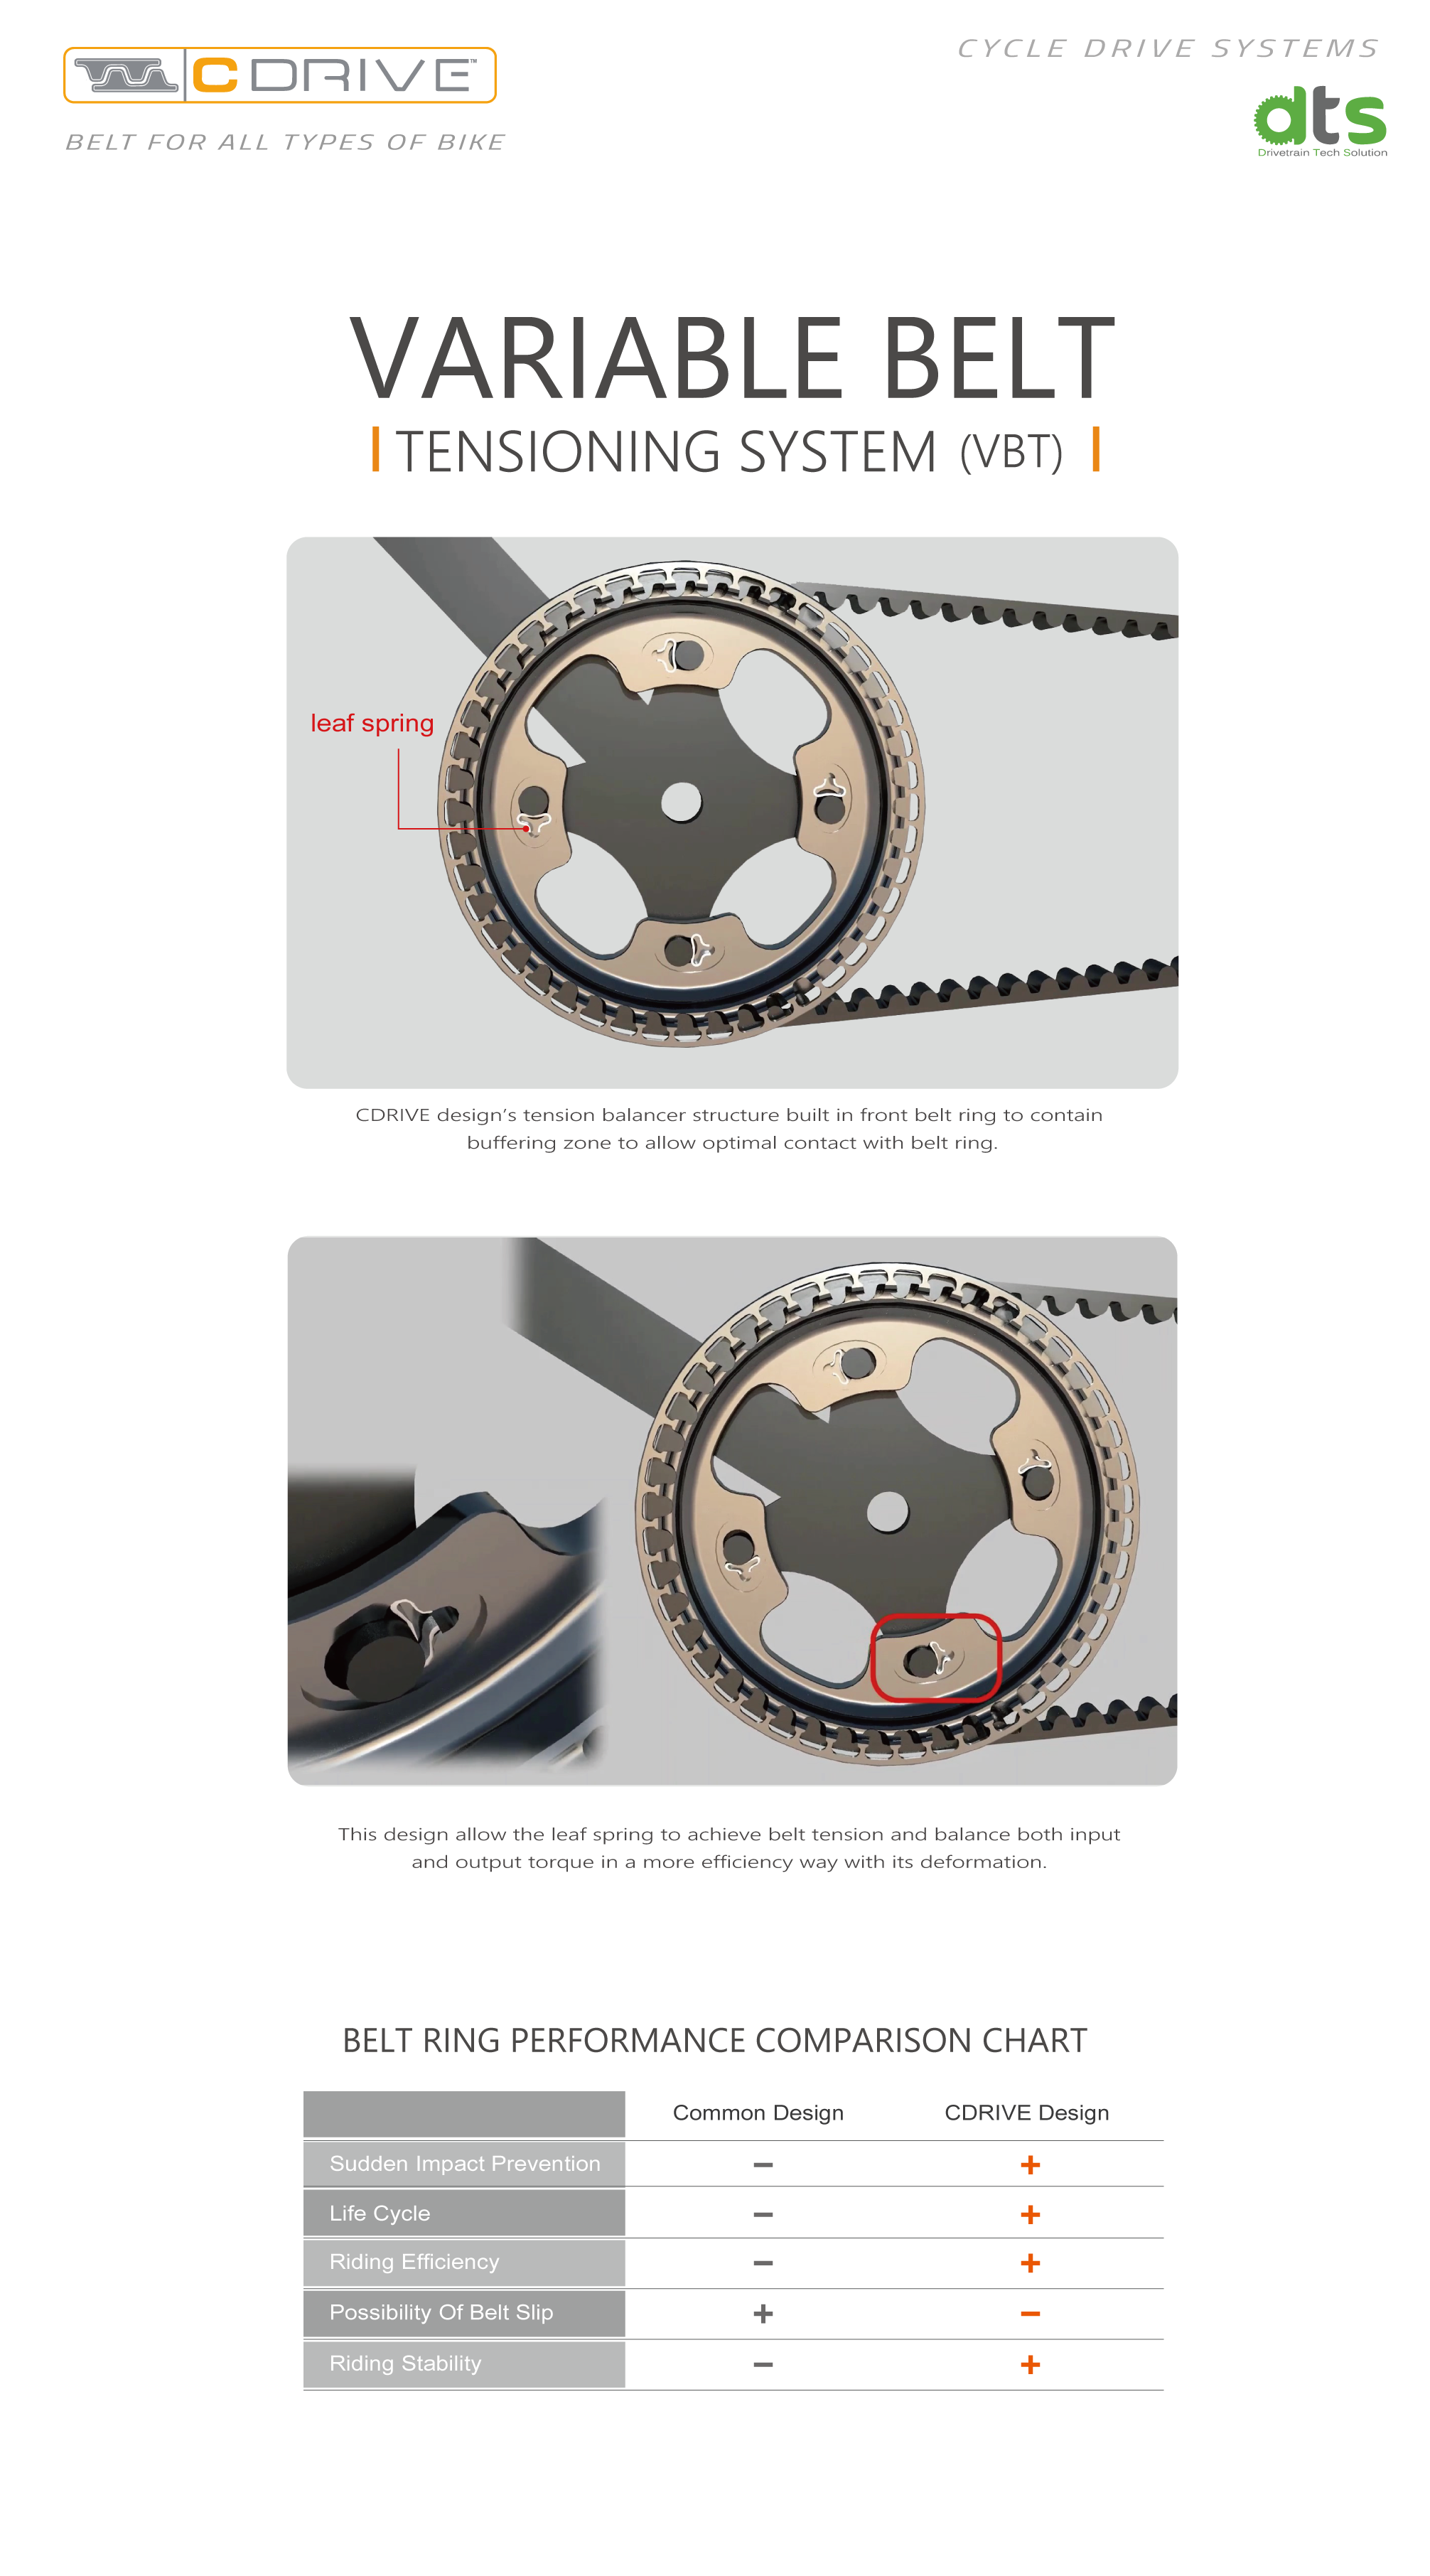 CDRIVE™
BELT FOR ALL TYPES OF BIKE
CYCLE DRIVE SYSTEMS
dts
Drivetrain Tech Solution
VARIABLE BELT
TENSIONING SYSTEM (VBT)
leaf spring
CDRIVE design’s tension balancer structure built in front belt ring to contain
buffering zone to allow optimal contact with belt ring.
This design allow the leaf spring to achieve belt tension and balance both input
and output torque in a more efficiency way with its deformation.
BELT RING PERFORMANCE COMPARISON CHART
Common Design CDRIVE Design
Sudden Impact Prevention − +
Life Cycle − +
Riding Efficiency − +
Possibility Of Belt Slip + −
Riding Stability − +